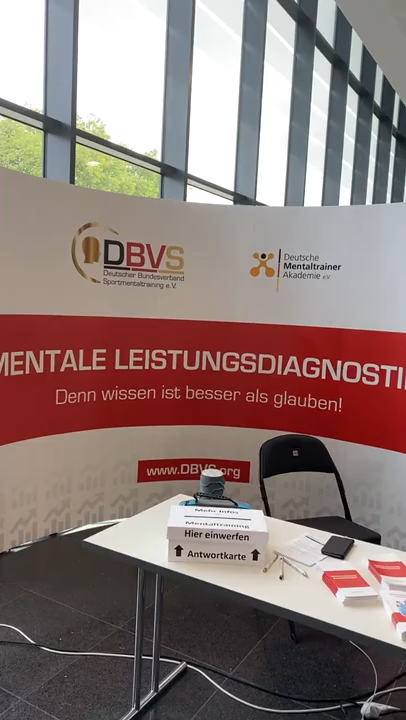 DBVS
Deutscher Bundesverband
Sportmentaltraining e.V.
Deutsche
Mentaltrainer
Akademie e.V.
MENTALE LEISTUNGSDIAGNOSTI
Denn wissen ist besser als glauben!
www.DBVS.org
Mehr Infos
Mentaltraining
Hier einwerfen
Antwortkarte